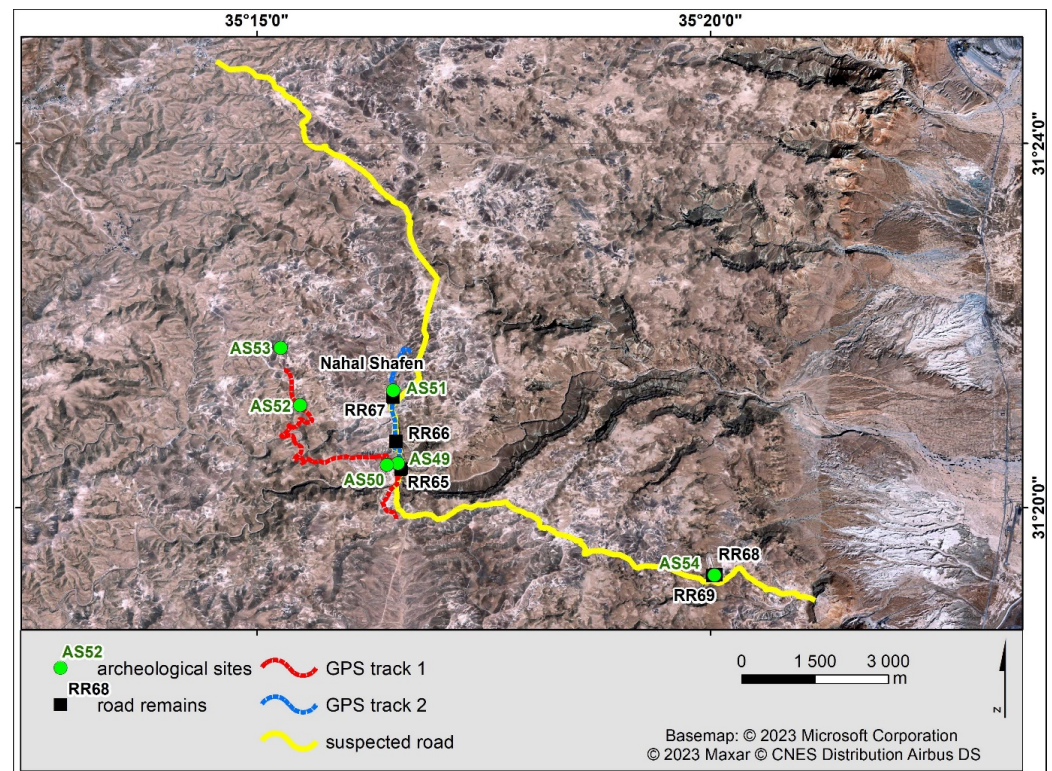 35°15'0" 35°20'0"
31°24'0"
AS53
Nahal Shafen
AS51
AS52
RR67
RR66
AS49
AS50
RR65
31°20'0"
AS54 RR68
RR69
AS52
archeological sites
RR68
road remains
GPS track 1
GPS track 2
suspected road
0 1 500 3 000
m
N
Basemap: © 2023 Microsoft Corporation
© 2023 Maxar © CNES Distribution Airbus DS